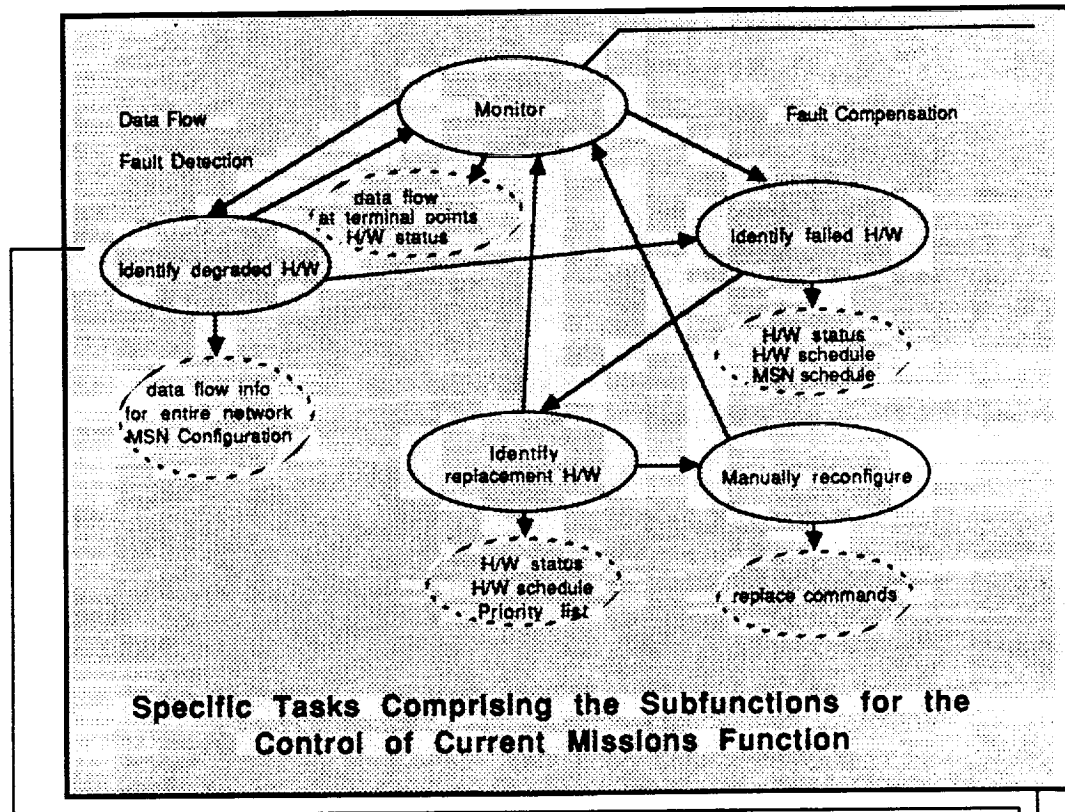 Monitor
Data Flow
Fault Detection
Fault Compensation
data flow
at terminal points
H/W status
Identify degraded H/W
Identify failed H/W
H/W status
H/W schedule
MSN schedule
data flow info
for entire network
MSN Configuration
Identify
replacement H/W
Manually reconfigure
H/W status
H/W schedule
Priority list
replace commands
Specific Tasks Comprising the Subfunctions for the
Control of Current Missions Function